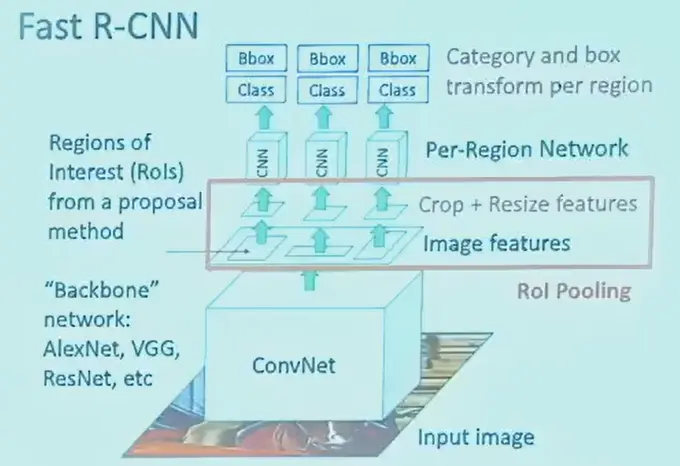 Fast R-CNN
Bbox Bbox Bbox
Class Class Class
Category and box
transform per region
CNN CNN CNN
Per-Region Network
Regions of
Interest (RoIs)
from a proposal
method
Crop + Resize features
Image features
RoI Pooling
"Backbone"
network:
AlexNet, VGG,
ResNet, etc
ConvNet
Input image